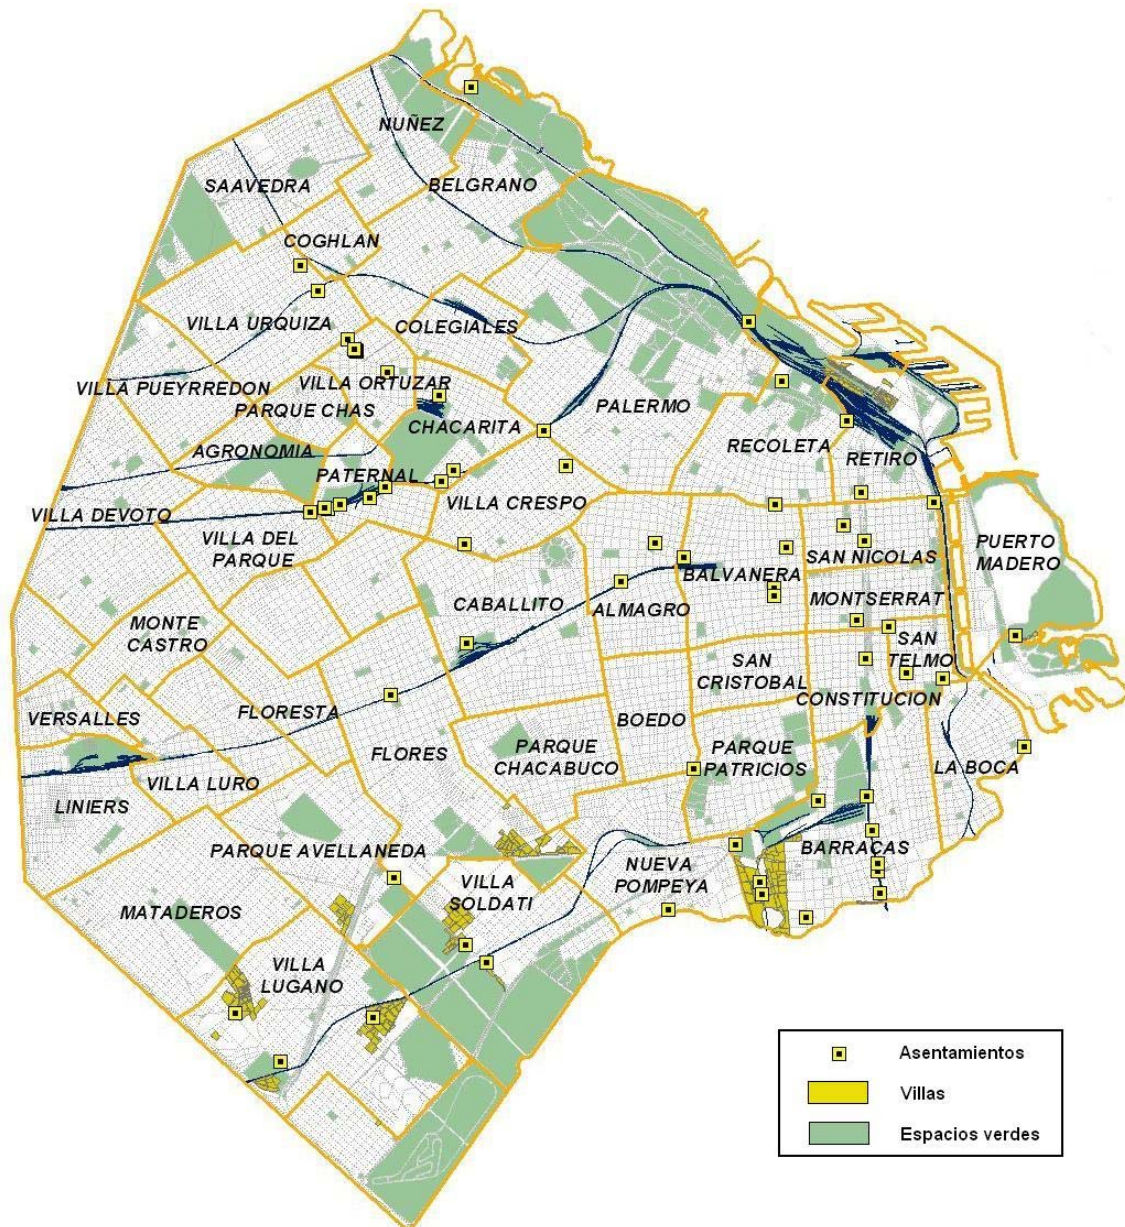 NUÑEZ
SAAVEDRA
BELGRANO
COGHLAN
VILLA URQUIZA
COLEGIALES
VILLA PUEYRREDON
VILLA ORTUZAR
PARQUE CHAS
CHACARITA
PALERMO
AGRONOMIA
RECOLETA
PATERNAL
RETIRO
VILLA DEVOTO
VILLA CRESPO
VILLA DEL
PARQUE
SAN NICOLAS
PUERTO
MADERO
BALVANERA
CABALLITO
ALMAGRO
MONTSERRAT
MONTE
CASTRO
SAN
TELMO
SAN
CRISTOBAL
CONSTITUCION
VERSALLES
FLORESTA
BOEDO
FLORES
PARQUE
CHACABUCO
PARQUE
PATRICIOS
LA BOCA
VILLA LURO
LINIERS
PARQUE AVELLANEDA
BARRACAS
NUEVA
POMPEYA
VILLA
SOLDATI
MATADEROS
VILLA
LUGANO
Asentamientos
Villas
Espacios verdes